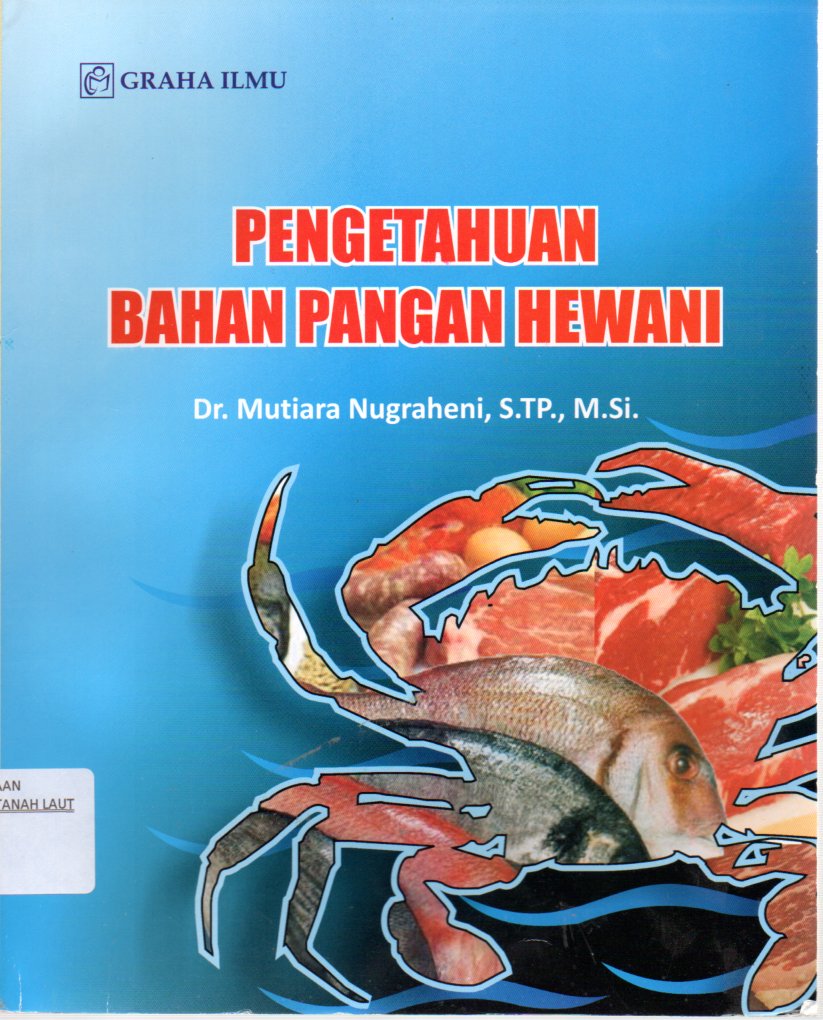 GRAHA ILMU
PENGETAHUAN
BAHAN PANGAN HEWANI
Dr. Mutiara Nugraheni, S.TP., M.Si.
AAN
TANAH LAUT